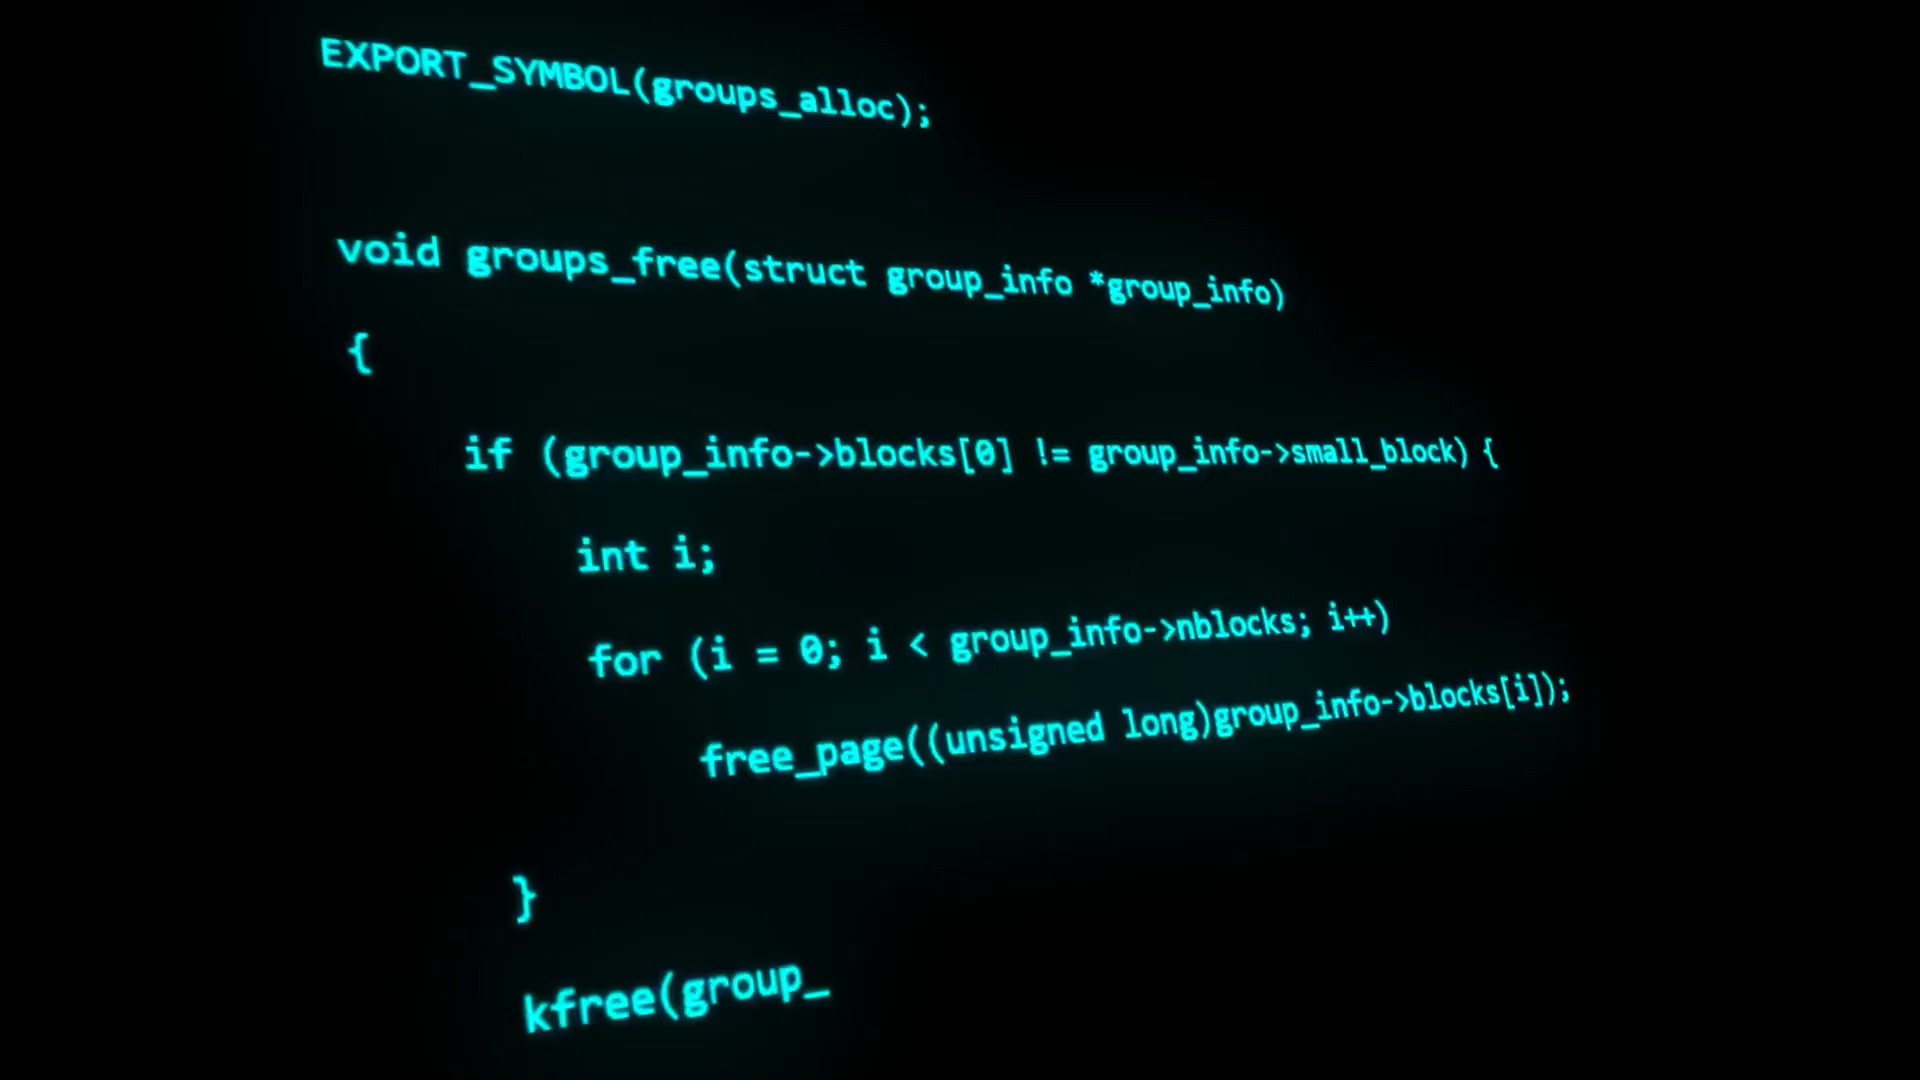 EXPORT_SYMBOL(groups_alloc);
void groups_free(struct group_info *group_info)
{
if (group_info->blocks[0] != group_info->small_block) {
int i;
for (i = 0; i < group_info->nblocks; i++)
free_page((unsigned long)group_info->blocks[i]);
}
kfree(group_